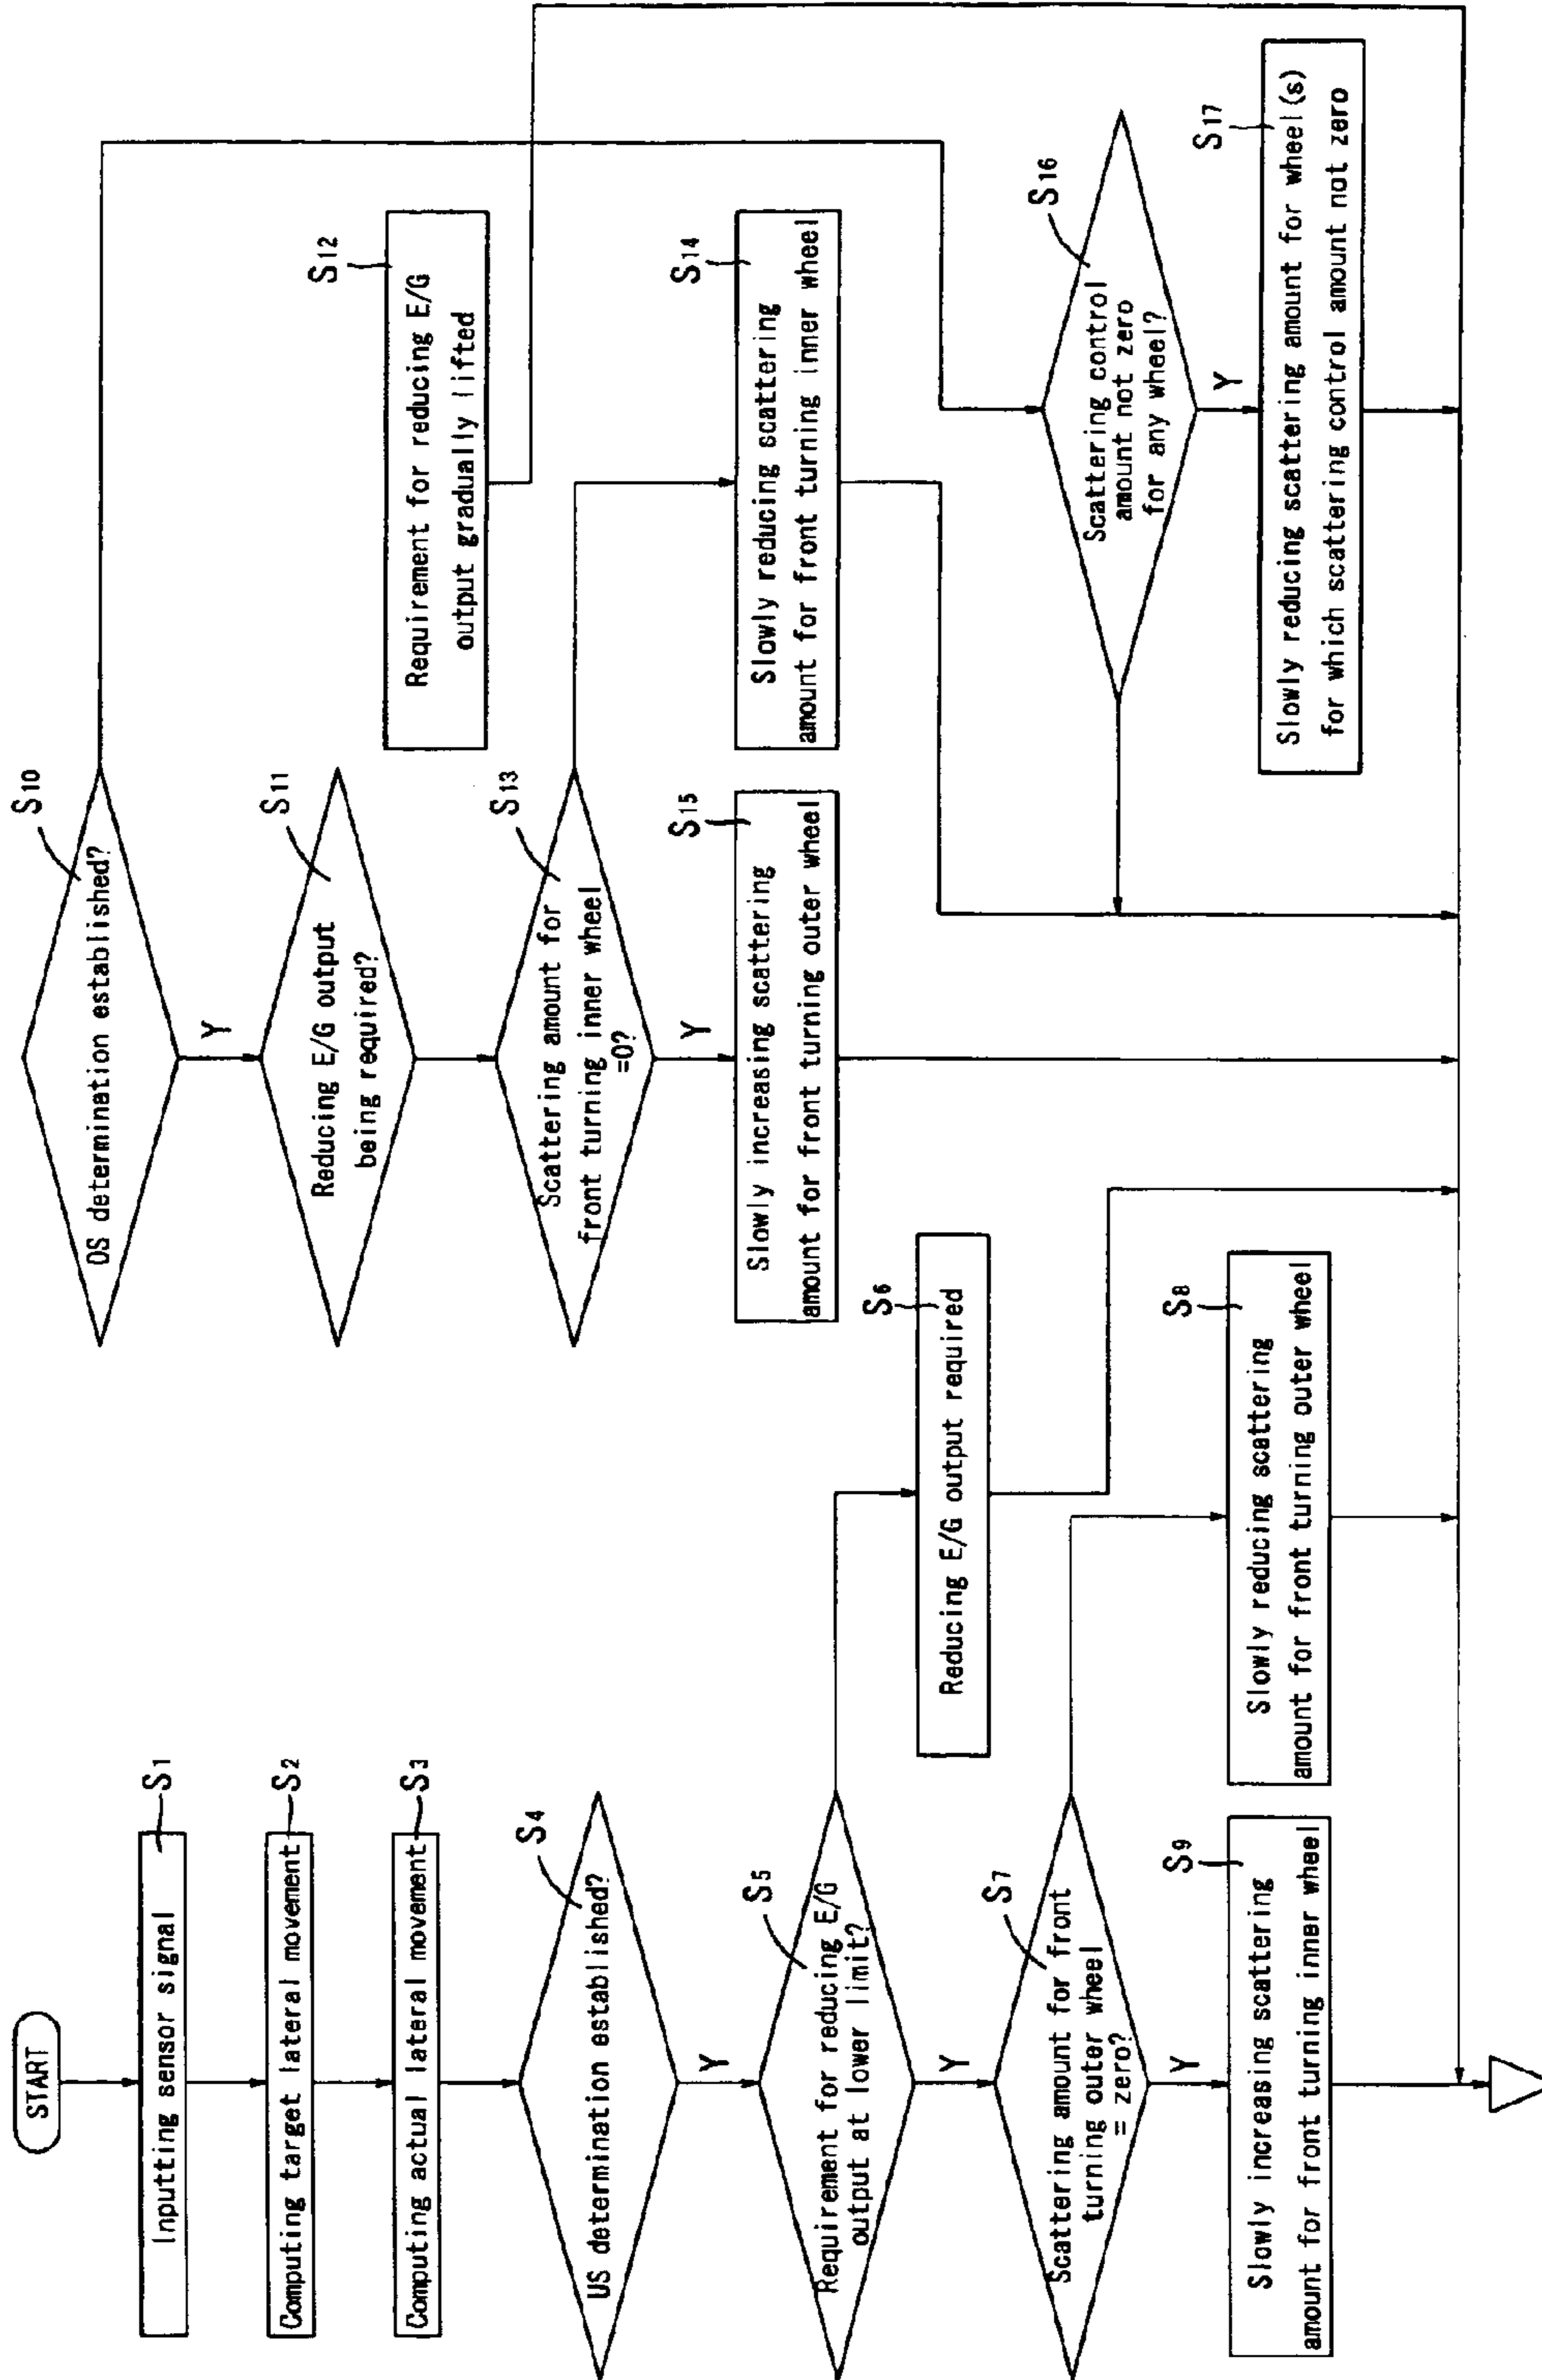 START
Inputting sensor signal
S1
Computing target lateral movement
S2
Computing actual lateral movement
S3
US determination established?
S4
Y
Requirement for reducing E/G
output at lower limit?
S5
Y
Reducing E/G output required
S6
Scattering amount for front
turning outer wheel
= zero?
S7
Y
Slowly reducing scattering
amount for front turning outer wheel
S8
Slowly increasing scattering
amount for front turning inner wheel
S9
OS determination established?
S10
Y
Reducing E/G output
being required?
S11
Requirement for reducing E/G
output gradually lifted
S12
Scattering amount for
front turning inner wheel
=0?
S13
Y
Slowly reducing scattering
amount for front turning inner wheel
S14
Slowly increasing scattering
amount for front turning outer wheel
S15
Scattering control
amount not zero
for any wheel?
S16
Y
Slowly reducing scattering amount for wheel(s)
for which scattering control amount not zero
S17